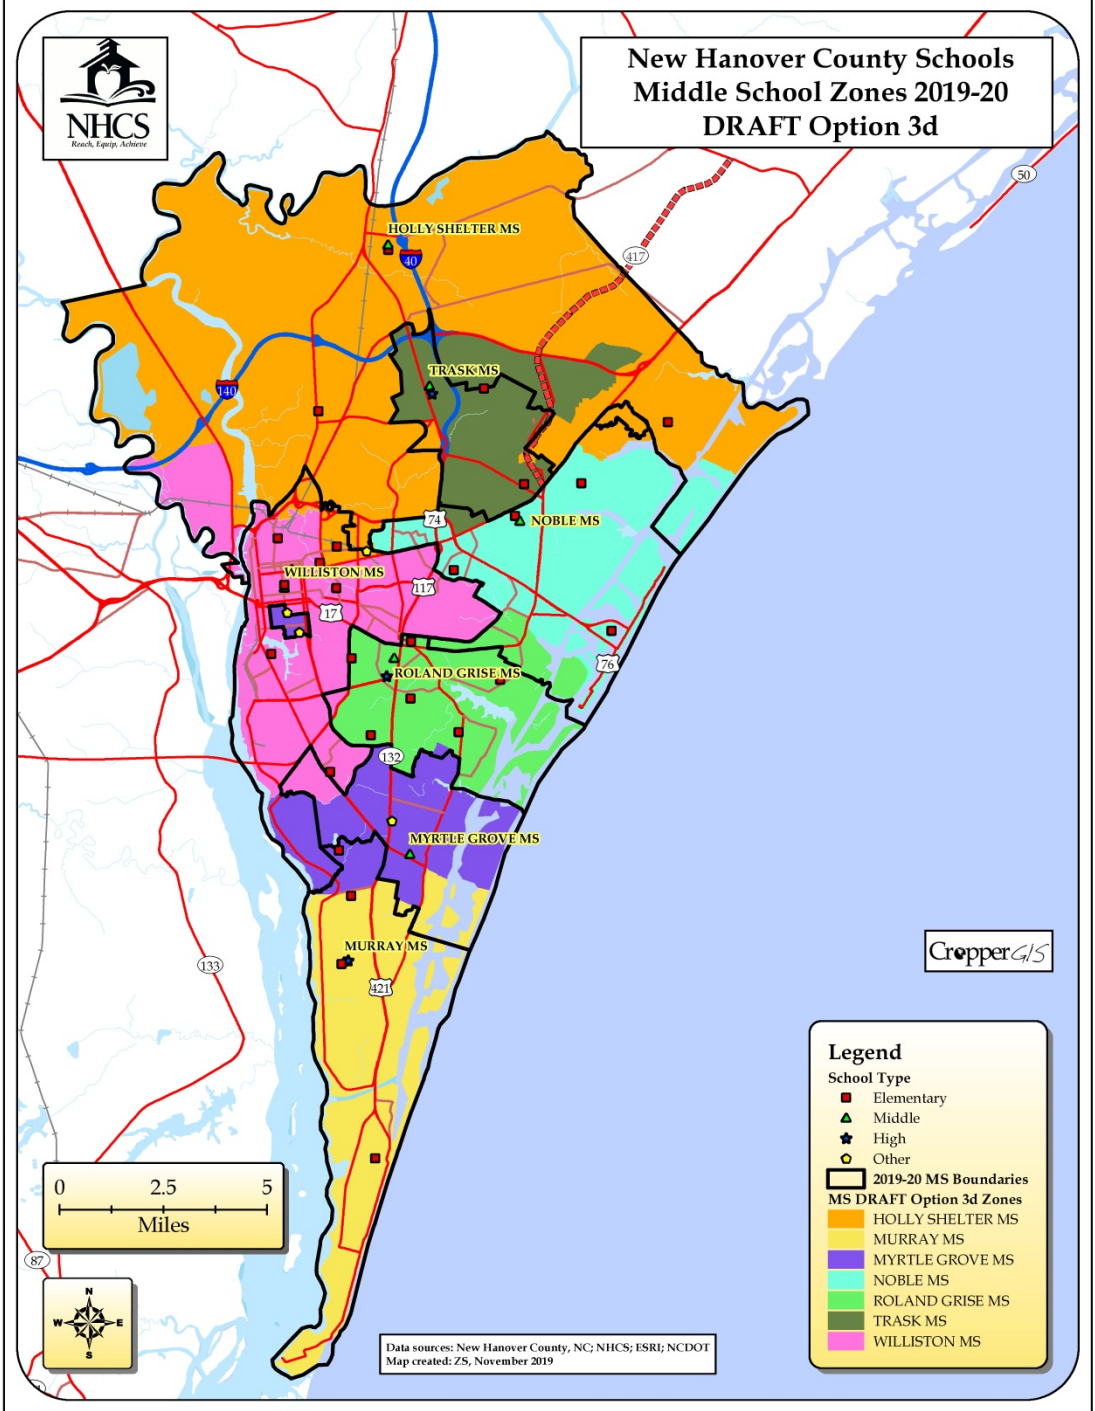 NHCS
Reach, Equip, Achieve
New Hanover County Schools
Middle School Zones 2019-20
DRAFT Option 3d
50
417
HOLLY SHELTER MS
40
TRASK MS
140
74
NOBLE MS
WILLISTON MS
117
17
76
ROLAND GRISE MS
132
MYRTLE GROVE MS
MURRAY MS
133
421
CropperGIS
Legend
School Type
Elementary
Middle
High
Other
2019-20 MS Boundaries
MS DRAFT Option 3d Zones
HOLLY SHELTER MS
MURRAY MS
MYRTLE GROVE MS
NOBLE MS
ROLAND GRISE MS
TRASK MS
WILLISTON MS
0 2.5 5
Miles
87
N
W E
S
Data sources: New Hanover County, NC; NHCS; ESRI; NCDOT
Map created: ZS, November 2019